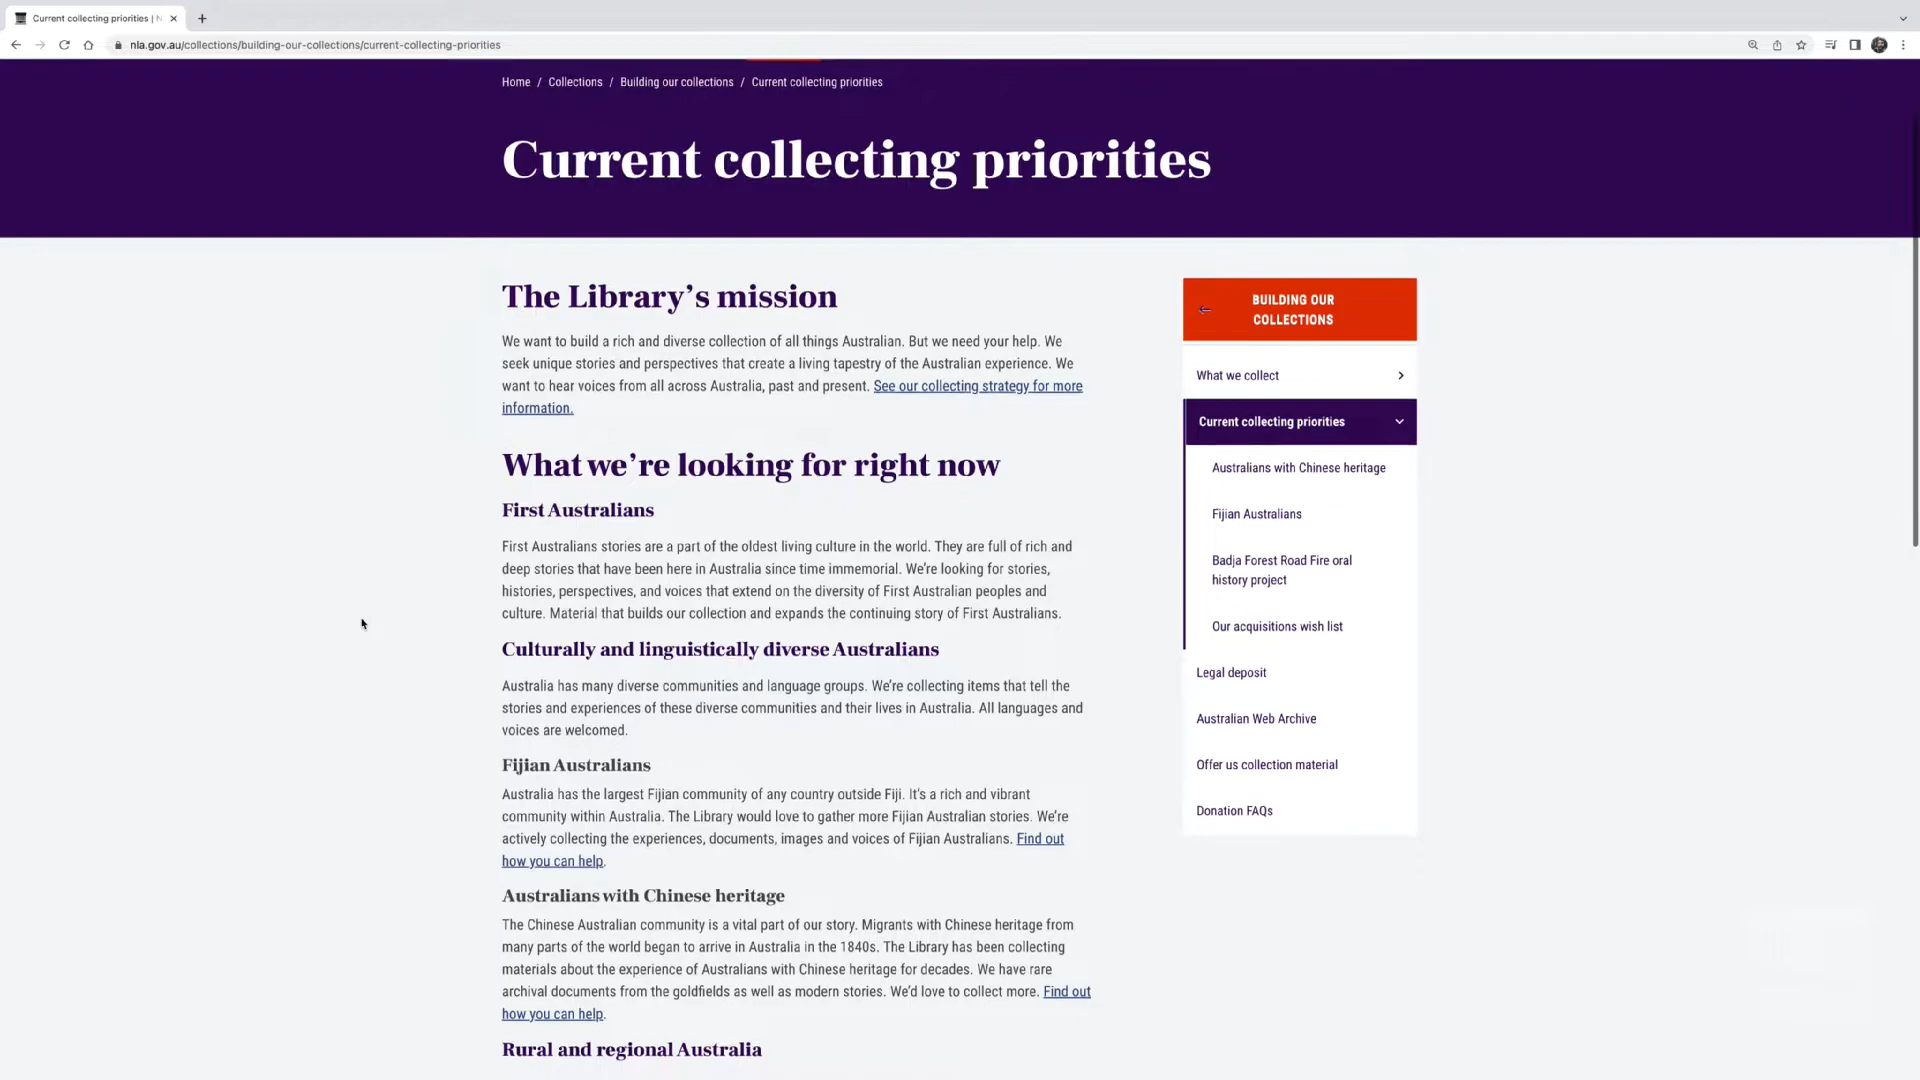 Current collecting priorities | N
nla.gov.au/collections/building-our-collections/current-collecting-priorities
Home / Collections / Building our collections / Current collecting priorities
Current collecting priorities
The Library’s mission
We want to build a rich and diverse collection of all things Australian. But we need your help. We
seek unique stories and perspectives that create a living tapestry of the Australian experience. We
want to hear voices from all across Australia, past and present. See our collecting strategy for more
information.
What we’re looking for right now
First Australians
First Australians stories are a part of the oldest living culture in the world. They are full of rich and
deep stories that have been here in Australia since time immemorial. We’re looking for stories,
histories, perspectives, and voices that extend on the diversity of First Australian peoples and
culture. Material that builds our collection and expands the continuing story of First Australians.
Culturally and linguistically diverse Australians
Australia has many diverse communities and language groups. We’re collecting items that tell the
stories and experiences of these diverse communities and their lives in Australia. All languages and
voices are welcomed.
Fijian Australians
Australia has the largest Fijian community of any country outside Fiji. It’s a rich and vibrant
community within Australia. The Library would love to gather more Fijian Australian stories. We’re
actively collecting the experiences, documents, images and voices of Fijian Australians. Find out
how you can help.
Australians with Chinese heritage
The Chinese Australian community is a vital part of our story. Migrants with Chinese heritage from
many parts of the world began to arrive in Australia in the 1840s. The Library has been collecting
materials about the experience of Australians with Chinese heritage for decades. We have rare
archival documents from the goldfields as well as modern stories. We’d love to collect more. Find out
how you can help.
Rural and regional Australia
BUILDING OUR
COLLECTIONS
What we collect
Current collecting priorities
Australians with Chinese heritage
Fijian Australians
Badja Forest Road Fire oral
history project
Our acquisitions wish list
Legal deposit
Australian Web Archive
Offer us collection material
Donation FAQs